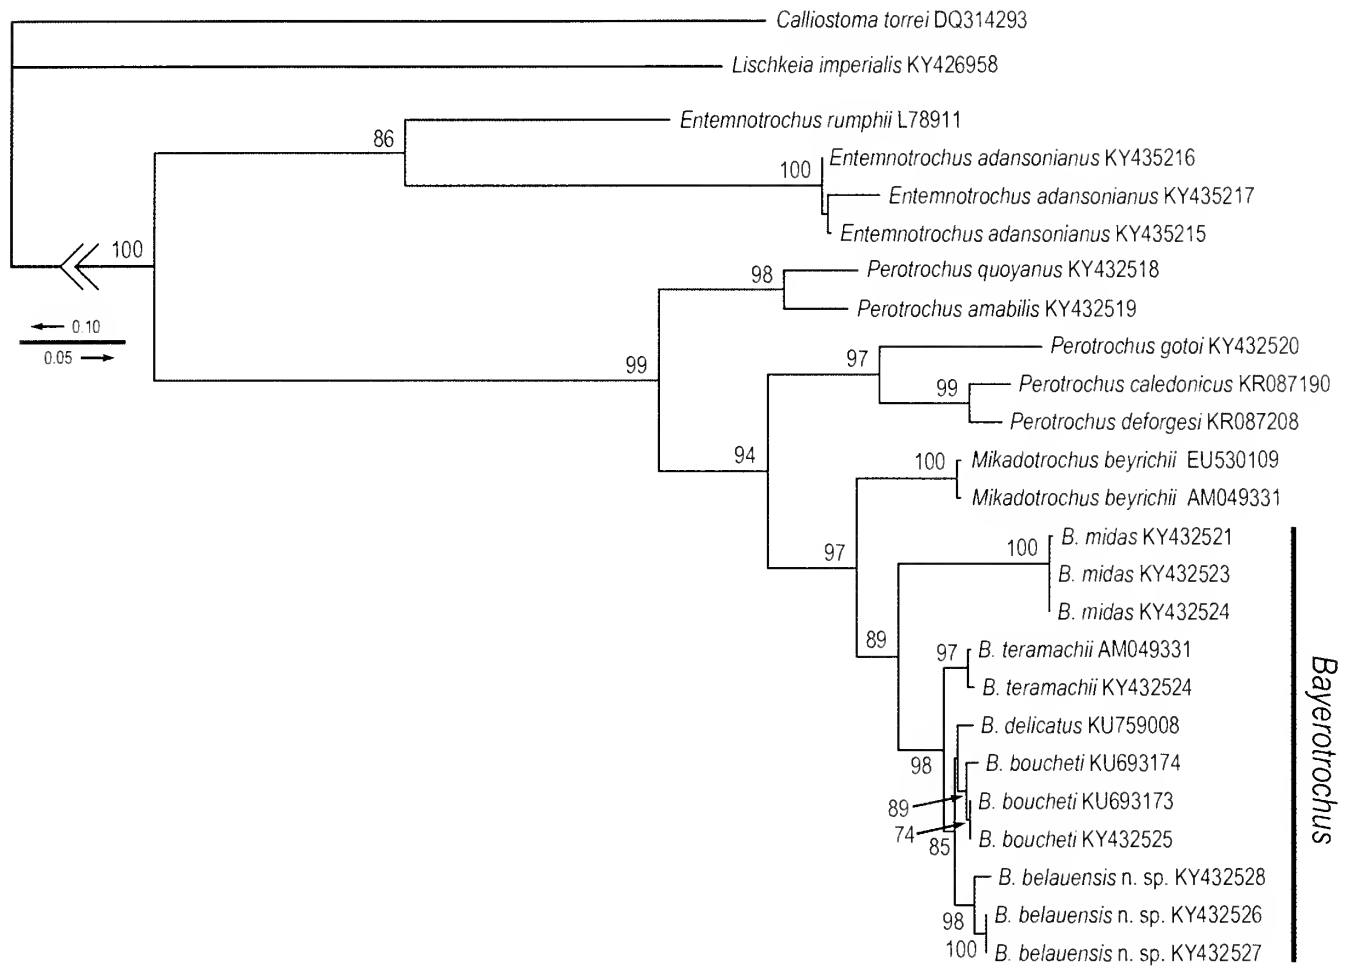 Calliostoma torrei DQ314293
Lischkeia imperialis KY426958
Entemnotrochus rumphii L78911
86
Entemnotrochus adansonianus KY435216
100
Entemnotrochus adansonianus KY435217
Entemnotrochus adansonianus KY435215
100
Perotrochus quoyanus KY432518
98
Perotrochus amabilis KY432519
0.10
0.05
Perotrochus gotoi KY432520
97
99
Perotrochus caledonicus KR087190
99
Perotrochus deforgesi KR087208
94
Mikadotrochus beyrichii EU530109
100
Mikadotrochus beyrichii AM049331
B. midas KY432521
100
97
B. midas KY432523
B. midas KY432524
89
B. teramachii AM049331
97
B. teramachii KY432524
B. delicatus KU759008
98
B. boucheti KU693174
89
B. boucheti KU693173
74
B. boucheti KY432525
85
B. belauensis n. sp. KY432528
98
B. belauensis n. sp. KY432526
100
B. belauensis n. sp. KY432527
Bayerotrochus